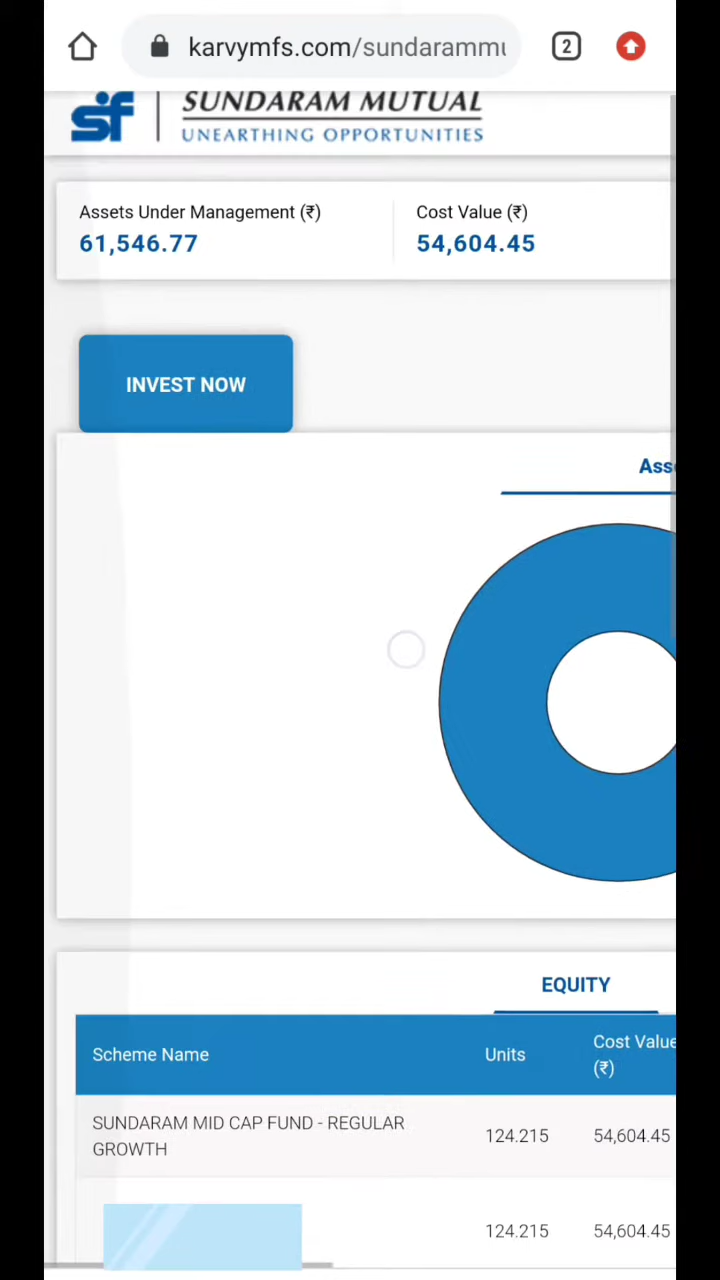 karvymfs.com/sundarammu
2
sf
SUNDARAM MUTUAL
UNEARTHING OPPORTUNITIES
Assets Under Management (₹)
61,546.77
Cost Value (₹)
54,604.45
INVEST NOW
Ass
EQUITY
Scheme Name
Units
Cost Value
(₹)
SUNDARAM MID CAP FUND - REGULAR
GROWTH
124.215
54,604.45
124.215
54,604.45